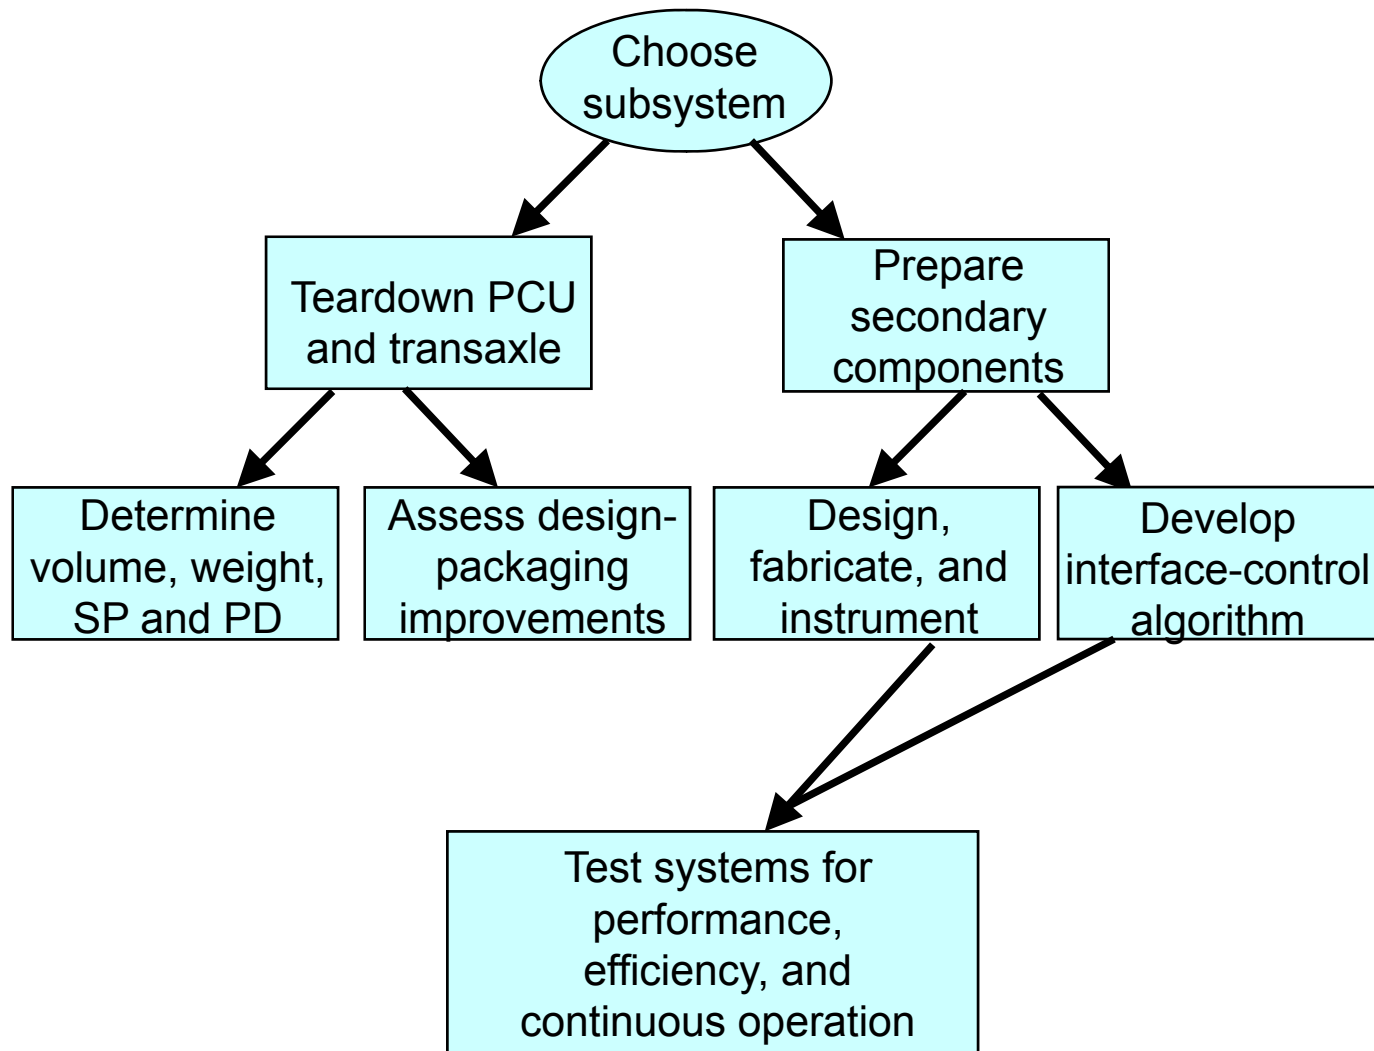 Choose
subsystem
Teardown PCU
and transaxle
Prepare
secondary
components
Determine
volume, weight,
SP and PD
Assess design-
packaging
improvements
Design,
fabricate, and
instrument
Develop
interface-control
algorithm
Test systems for
performance,
efficiency, and
continuous operation